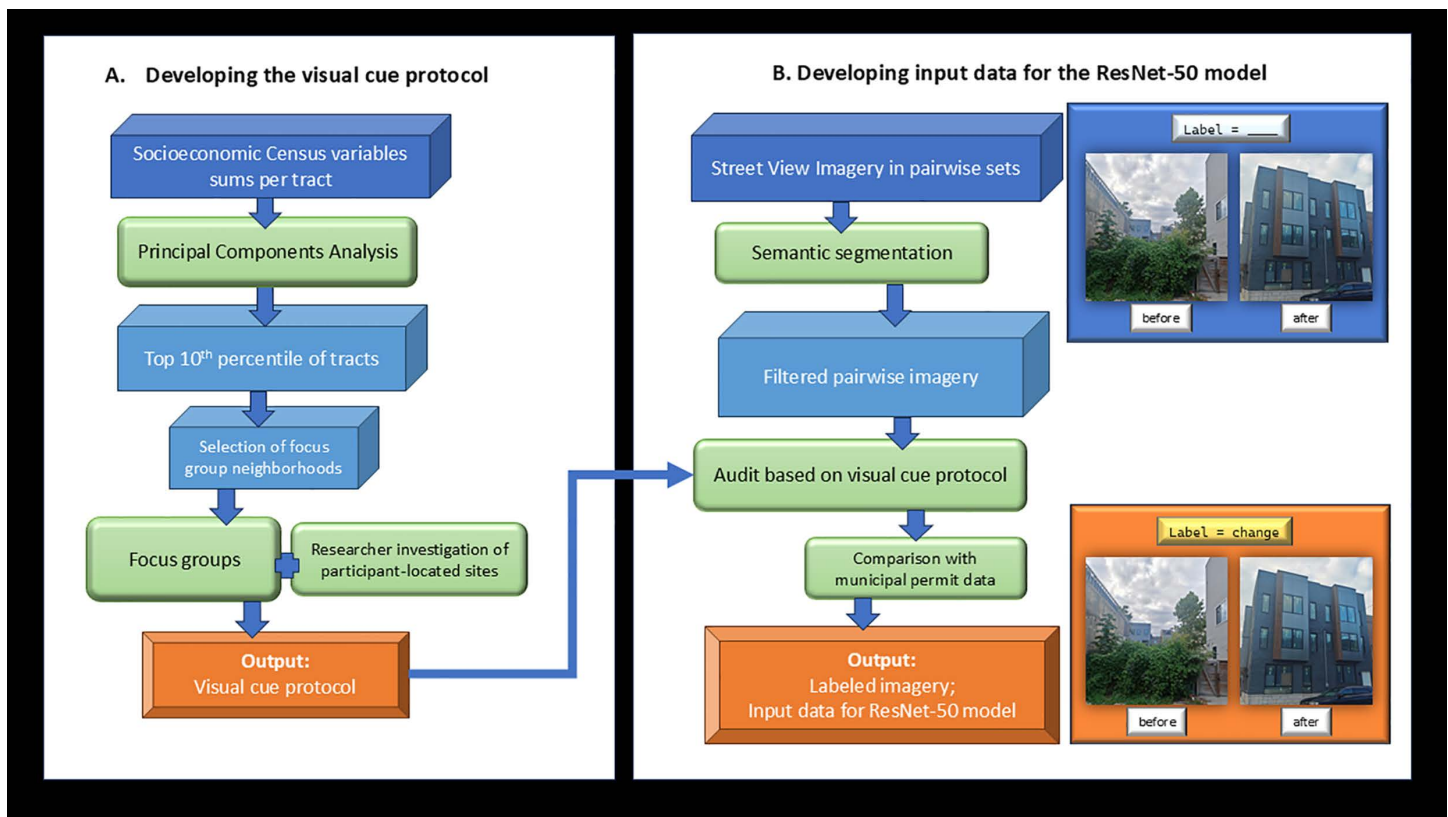 A. Developing the visual cue protocol
Socioeconomic Census variables
sums per tract
Principal Components Analysis
Top 10th percentile of tracts
Selection of focus
group neighborhoods
Focus groups
Researcher investigation of
participant-located sites
Output:
Visual cue protocol
B. Developing input data for the ResNet-50 model
Street View Imagery in pairwise sets
Semantic segmentation
Filtered pairwise imagery
Audit based on visual cue protocol
Comparison with
municipal permit data
Output:
Labeled imagery;
Input data for ResNet-50 model
Label = ____
before
after
Label = change
before
after